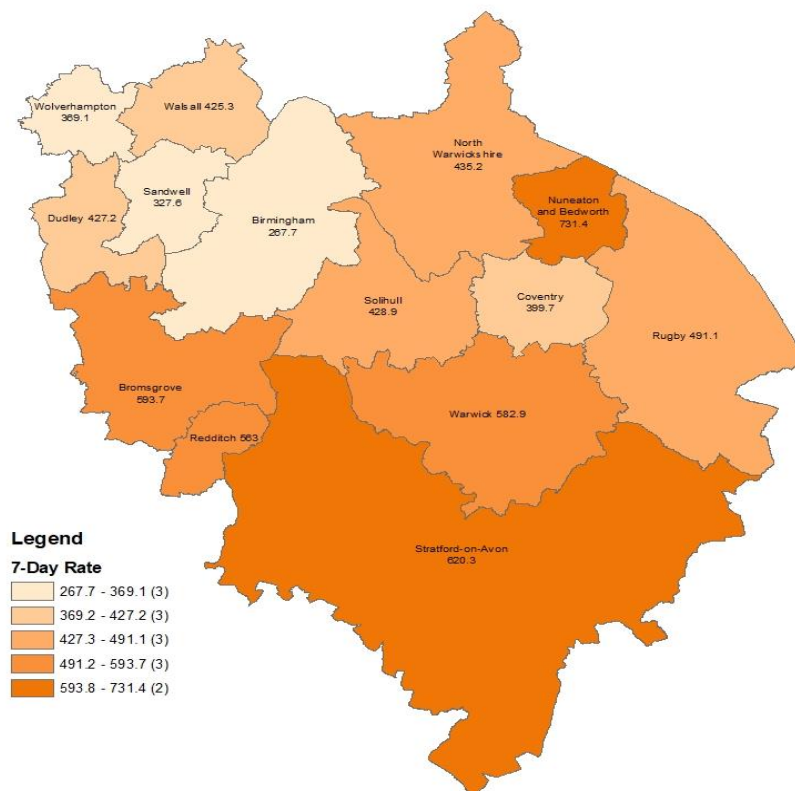 Wolverhampton
369.1
Walsall 425.3
North
Warwickshire
435.2
Sandwell
327.6
Nuneaton
and Bedworth
731.4
Dudley 427.2
Birmingham
267.7
Solihull
428.9
Coventry
399.7
Rugby 491.1
Bromsgrove
593.7
Warwick 582.9
Redditch 563
Stratford-on-Avon
620.3
Legend
7-Day Rate
267.7 - 369.1 (3)
369.2 - 427.2 (3)
427.3 - 491.1 (3)
491.2 - 593.7 (3)
593.8 - 731.4 (2)